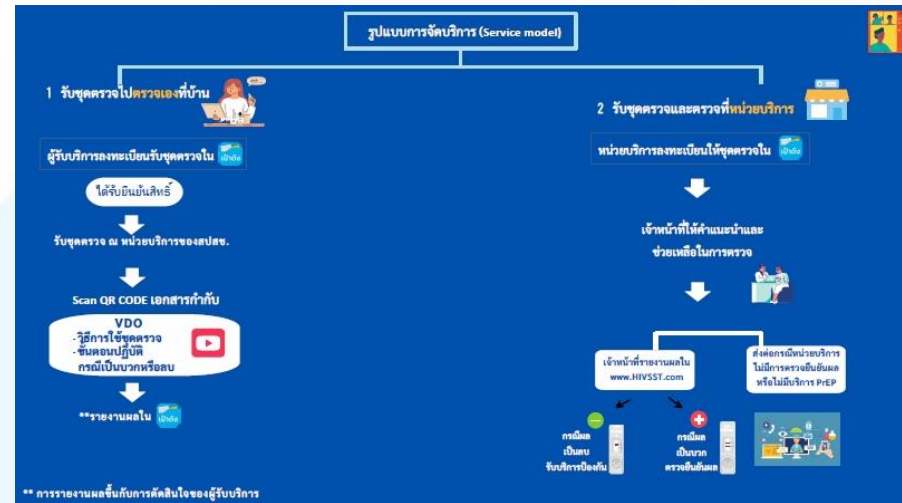 รูปแบบการจัดบริการ (Service model)
1 รับชุดตรวจไปตรวจเองที่บ้าน
ผู้รับบริการลงทะเบียนรับชุดตรวจใน เป๋าตัง
ได้รับยืนยันสิทธิ์
รับชุดตรวจ ณ หน่วยบริการของสปสช.
Scan QR CODE เอกสารกำกับ
VDO
-วิธีการใช้ชุดตรวจ
-ขั้นตอนปฏิบัติ
กรณีเป็นบวกหรือลบ
**รายงานผลใน เป๋าตัง
** การรายงานผลขึ้นกับการตัดสินใจของผู้รับบริการ
2 รับชุดตรวจและตรวจที่หน่วยบริการ
หน่วยบริการลงทะเบียนให้ชุดตรวจใน เป๋าตัง
เจ้าหน้าที่ให้คำแนะนำและ
ช่วยเหลือในการตรวจ
เจ้าหน้าที่รายงานผลใน
www.HIVSST.com
ส่งต่อกรณีหน่วยบริการ
ไม่มีการตรวจยืนยันผล
หรือไม่มีบริการ PrEP
กรณีผล
เป็นลบ
รับบริการป้องกัน
กรณีผล
เป็นบวก
ตรวจยืนยันผล